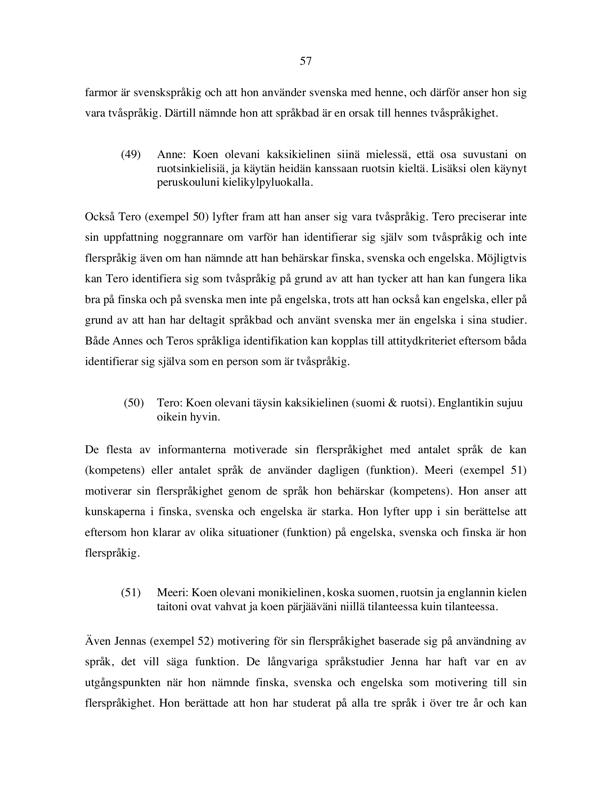 57
farmor är svenskspråkig och att hon använder svenska med henne, och därför anser hon sig
vara tvåspråkig. Därtill nämnde hon att språkbad är en orsak till hennes tvåspråkighet.
(49) Anne: Koen olevani kaksikielinen siinä mielessä, että osa suvustani on
ruotsinkielisiä, ja käytän heidän kanssaan ruotsin kieltä. Lisäksi olen käynyt
peruskouluni kielikylpyluokalla.
Också Tero (exempel 50) lyfter fram att han anser sig vara tvåspråkig. Tero preciserar inte
sin uppfattning noggrannare om varför han identifierar sig själv som tvåspråkig och inte
flerspråkig även om han nämnde att han behärskar finska, svenska och engelska. Möjligtvis
kan Tero identifiera sig som tvåspråkig på grund av att han tycker att han kan fungera lika
bra på finska och på svenska men inte på engelska, trots att han också kan engelska, eller på
grund av att han har deltagit språkbad och använt svenska mer än engelska i sina studier.
Både Annes och Teros språkliga identifikation kan kopplas till attitydkriteriet eftersom båda
identifierar sig själva som en person som är tvåspråkig.
(50) Tero: Koen olevani täysin kaksikielinen (suomi & ruotsi). Englantikin sujuu
oikein hyvin.
De flesta av informanterna motiverade sin flerspråkighet med antalet språk de kan
(kompetens) eller antalet språk de använder dagligen (funktion). Meeri (exempel 51)
motiverar sin flerspråkighet genom de språk hon behärskar (kompetens). Hon anser att
kunskaperna i finska, svenska och engelska är starka. Hon lyfter upp i sin berättelse att
eftersom hon klarar av olika situationer (funktion) på engelska, svenska och finska är hon
flerspråkig.
(51) Meeri: Koen olevani monikielinen, koska suomen, ruotsin ja englannin kielen
taitoni ovat vahvat ja koen pärjääväni niillä tilanteessa kuin tilanteessa.
Även Jennas (exempel 52) motivering för sin flerspråkighet baserade sig på användning av
språk, det vill säga funktion. De långvariga språkstudier Jenna har haft var en av
utgångspunkten när hon nämnde finska, svenska och engelska som motivering till sin
flerspråkighet. Hon berättade att hon har studerat på alla tre språk i över tre år och kan